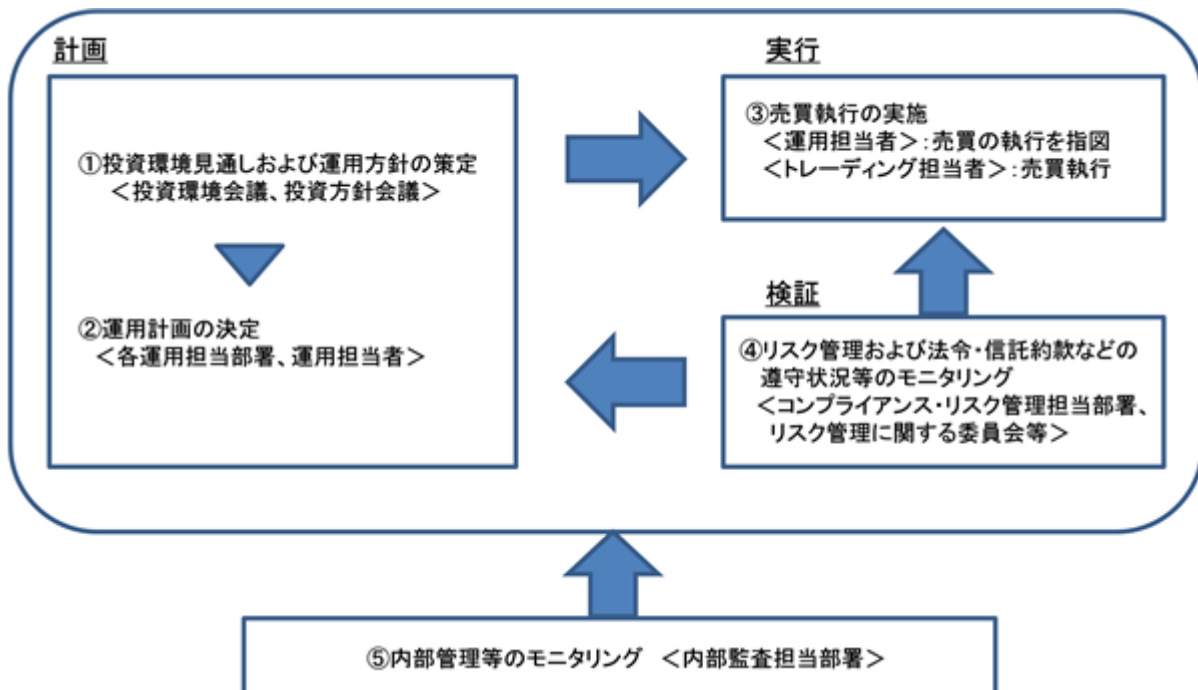 計画
①投資環境見通しおよび運用方針の策定
＜投資環境会議、投資方針会議＞
②運用計画の決定
＜各運用担当部署、運用担当者＞
実行
③売買執行の実施
＜運用担当者＞:売買の執行を指図
＜トレーディング担当者＞:売買執行
検証
④リスク管理および法令・信託約款などの
遵守状況等のモニタリング
＜コンプライアンス・リスク管理担当部署、
リスク管理に関する委員会等＞
⑤内部管理等のモニタリング ＜内部監査担当部署＞